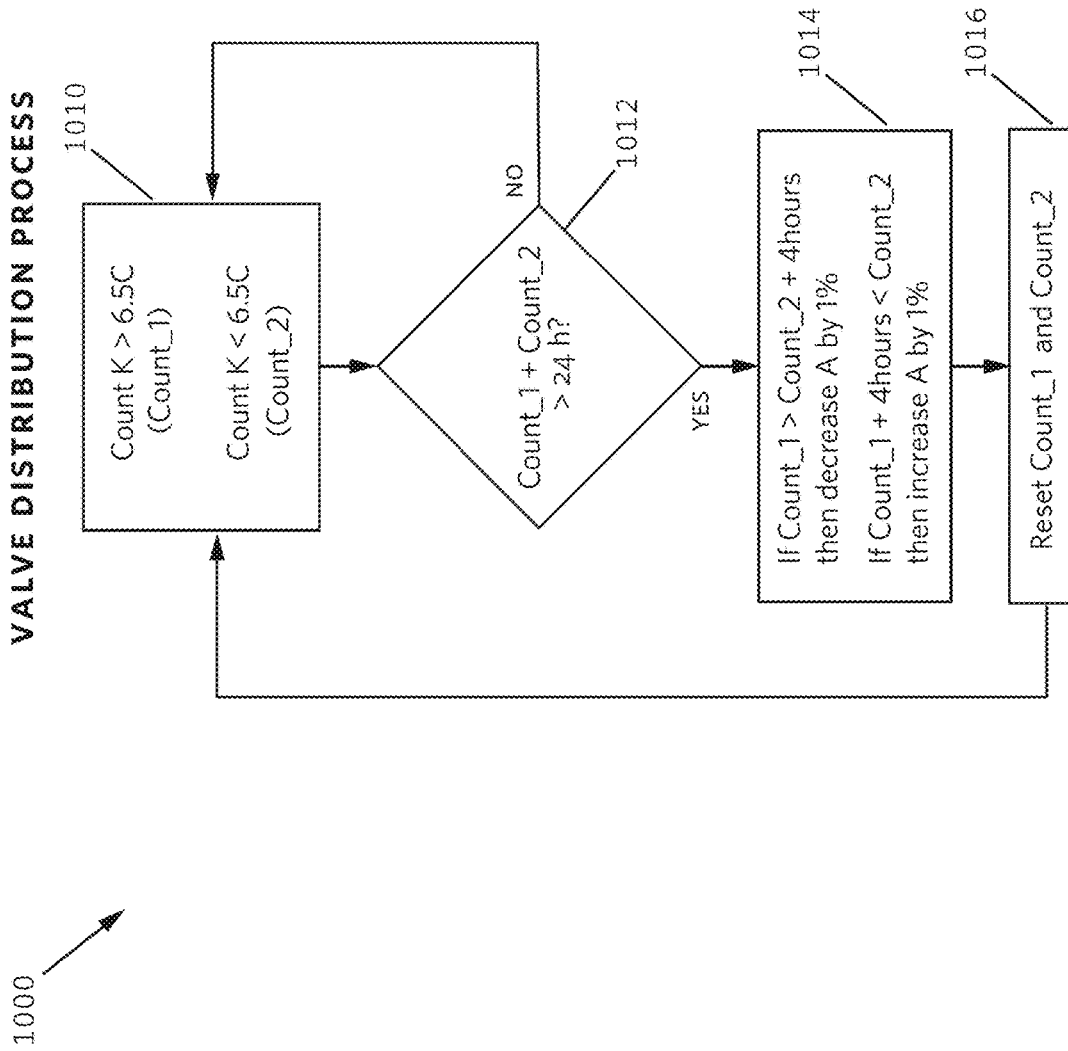 1000
VALVE DISTRIBUTION PROCESS
1010
Count K > 6.5C
(Count_1)
Count K < 6.5C
(Count_2)
NO
1012
Count_1 + Count_2
> 24 h?
YES
1014
If Count_1 > Count_2 + 4hours
then decrease A by 1%
If Count_1 + 4hours < Count_2
then increase A by 1%
1016
Reset Count_1 and Count_2